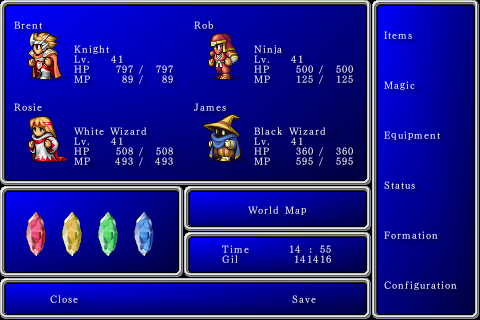 Brent
Knight
Lv. 41
HP 797 / 797
MP 89 / 89
Rob
Ninja
Lv. 41
HP 500 / 500
MP 125 / 125
Rosie
White Wizard
Lv. 41
HP 508 / 508
MP 493 / 493
James
Black Wizard
Lv. 41
HP 360 / 360
MP 595 / 595
World Map
Time 14 : 55
Gil 141416
Close
Save
Items
Magic
Equipment
Status
Formation
Configuration